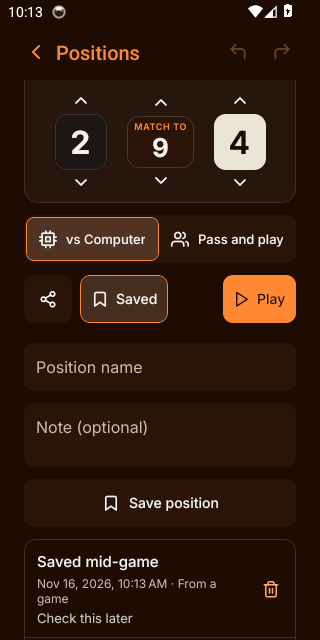 10:13
Positions
2
MATCH TO
9
4
vs Computer
Pass and play
Saved
Play
Position name
Note (optional)
Save position
Saved mid-game
Nov 16, 2026, 10:13 AM · From a
game
Check this later